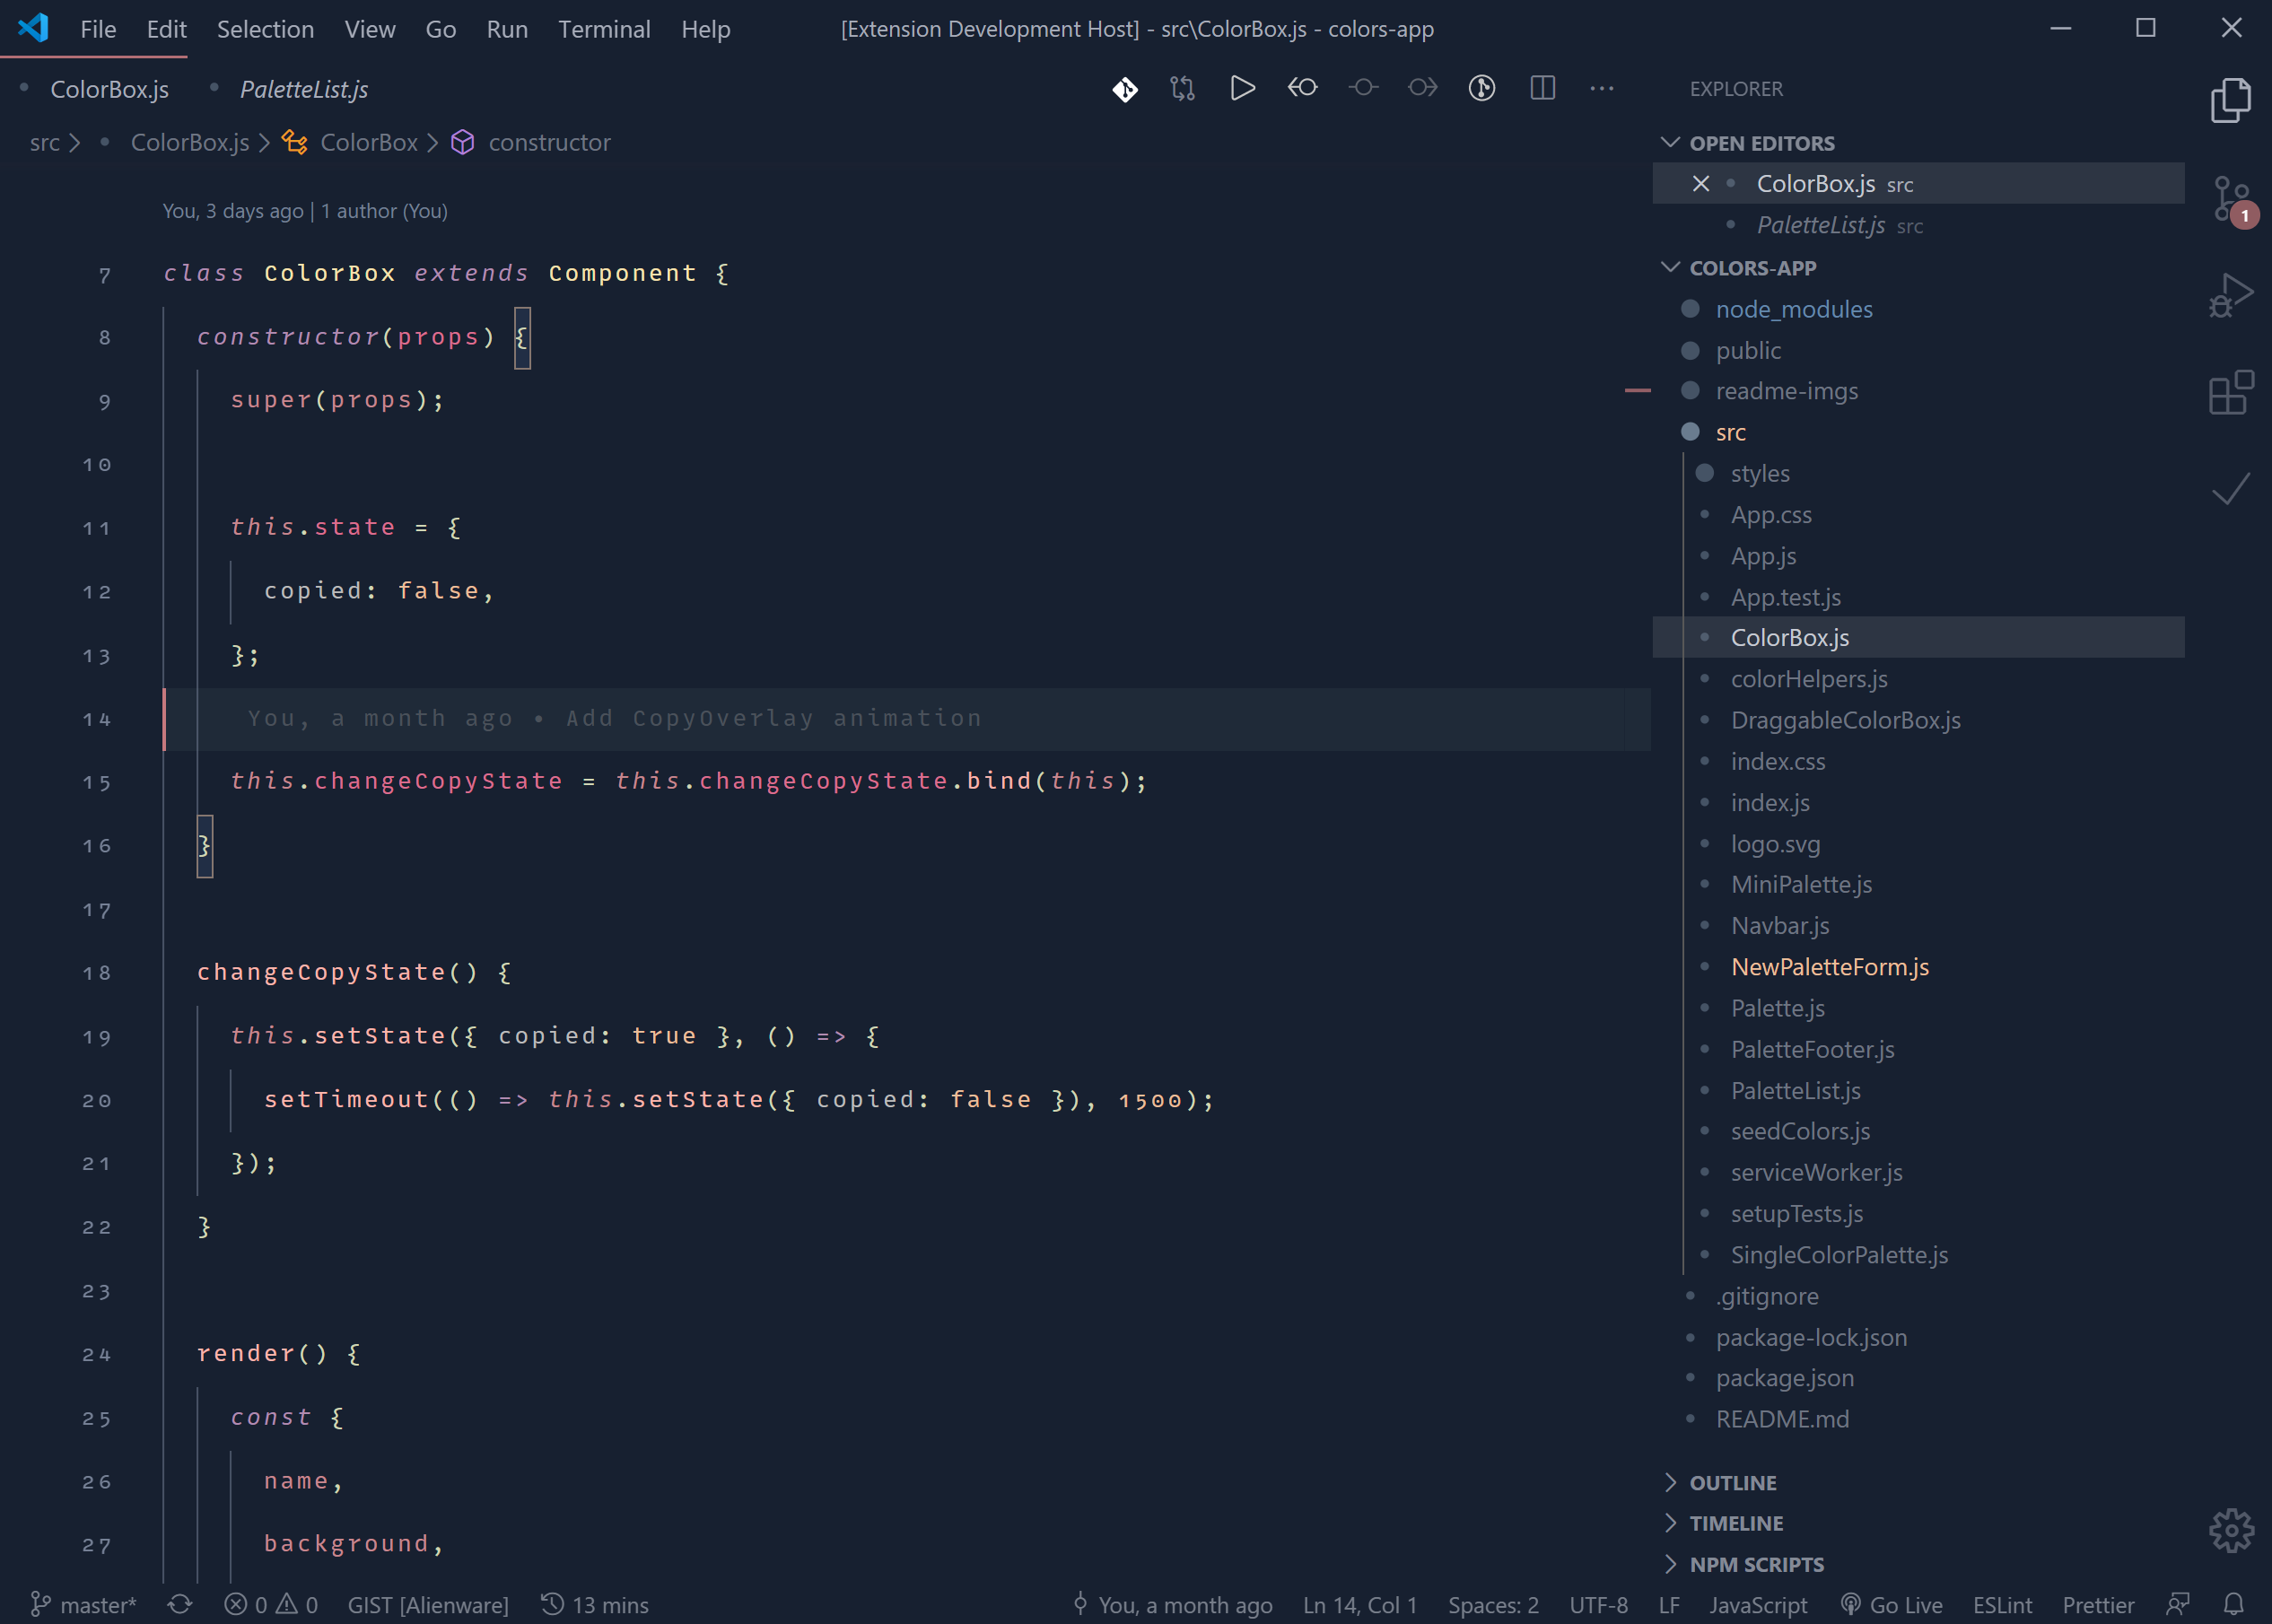 File Edit Selection View Go Run Terminal Help [Extension Development Host] - src\ColorBox.js - colors-app
ColorBox.js PaletteList.js
src > ColorBox.js > ColorBox > constructor
You, 3 days ago | 1 author (You)
7 class ColorBox extends Component {
8 constructor(props) {
9 super(props);
10
11 this.state = {
12 copied: false,
13 };
14 You, a month ago • Add CopyOverlay animation
15 this.changeCopyState = this.changeCopyState.bind(this);
16 }
17
18 changeCopyState() {
19 this.setState({ copied: true }, () => {
20 setTimeout(() => this.setState({ copied: false }), 1500);
21 });
22 }
23
24 render() {
25 const {
26 name,
27 background,
EXPLORER
OPEN EDITORS
ColorBox.js src
PaletteList.js src
COLORS-APP
node_modules
public
readme-imgs
src
styles
App.css
App.js
App.test.js
ColorBox.js
colorHelpers.js
DraggableColorBox.js
index.css
index.js
logo.svg
MiniPalette.js
Navbar.js
NewPaletteForm.js
Palette.js
PaletteFooter.js
PaletteList.js
seedColors.js
serviceWorker.js
setupTests.js
SingleColorPalette.js
.gitignore
package-lock.json
package.json
README.md
OUTLINE
TIMELINE
NPM SCRIPTS
1
master* 0 0 GIST [Alienware] 13 mins You, a month ago Ln 14, Col 1 Spaces: 2 UTF-8 LF JavaScript Go Live ESLint Prettier